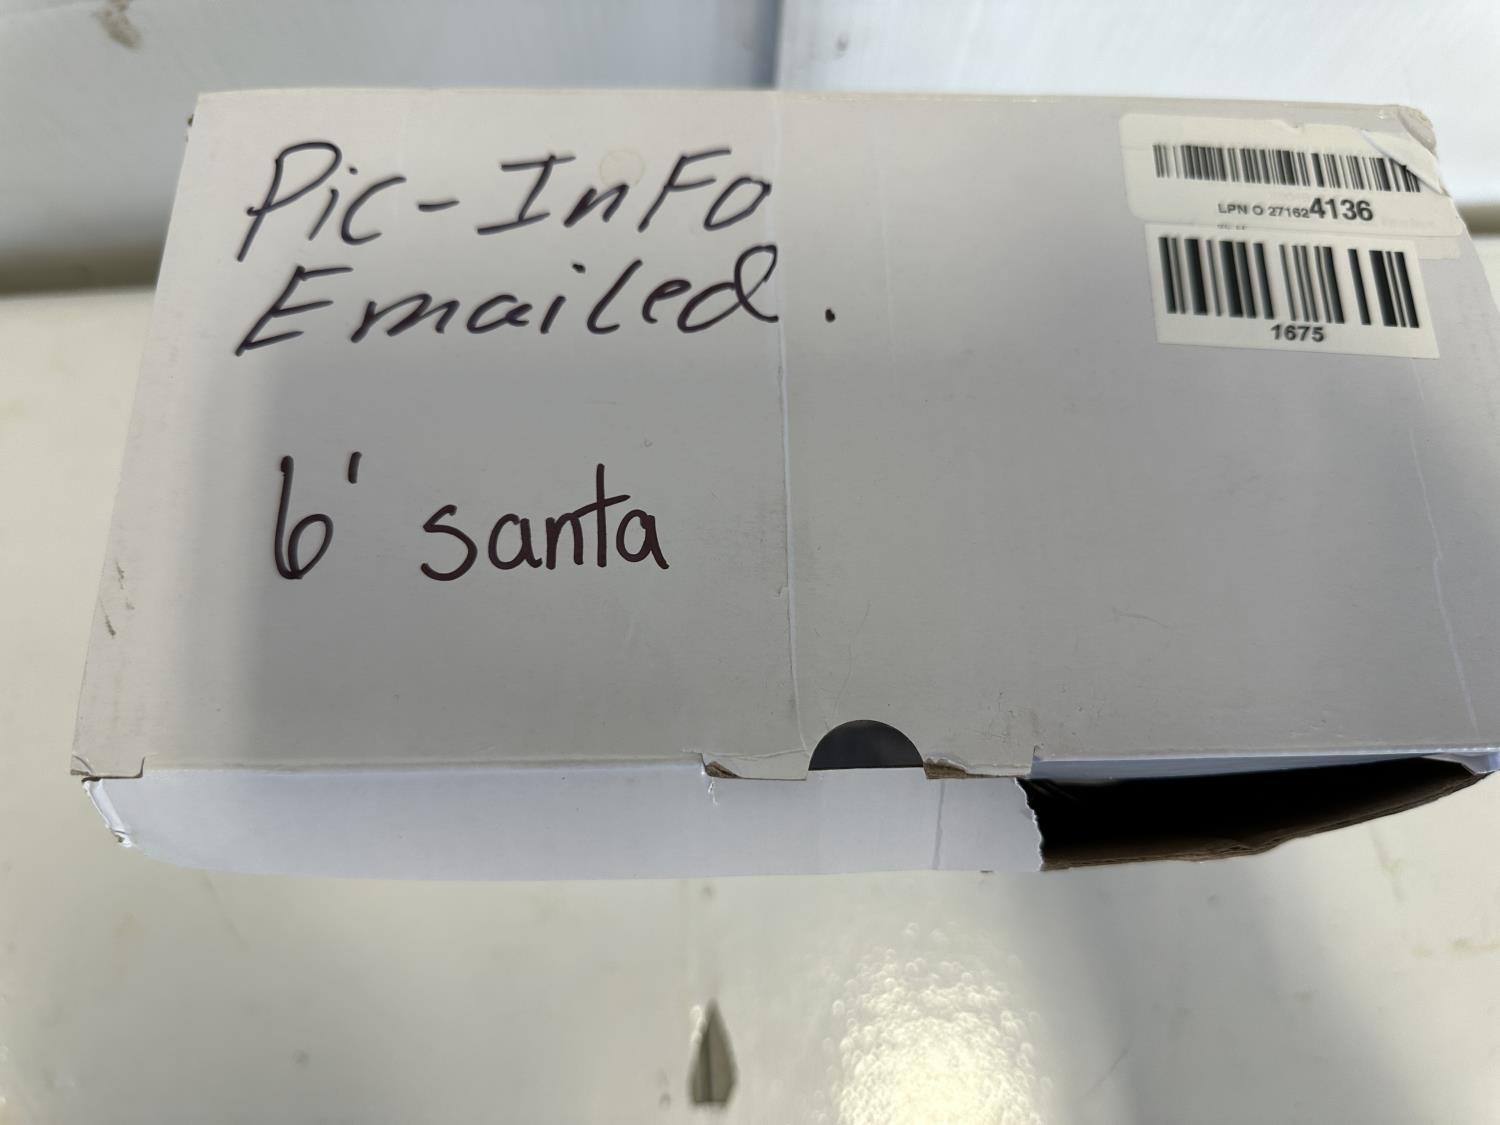 Pic-InFo
Emailed.
6' santa
LPN O 271624136
1675